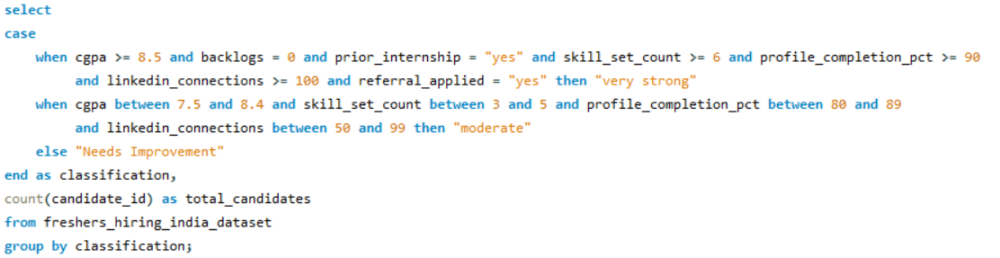 select
case
    when cgpa >= 8.5 and backlogs = 0 and prior_internship = "yes" and skill_set_count >= 6 and profile_completion_pct >= 90
         and linkedin_connections >= 100 and referral_applied = "yes" then "very strong"
    when cgpa between 7.5 and 8.4 and skill_set_count between 3 and 5 and profile_completion_pct between 80 and 89
         and linkedin_connections between 50 and 99 then "moderate"
    else "Needs Improvement"
end as classification,
count(candidate_id) as total_candidates
from freshers_hiring_india_dataset
group by classification;